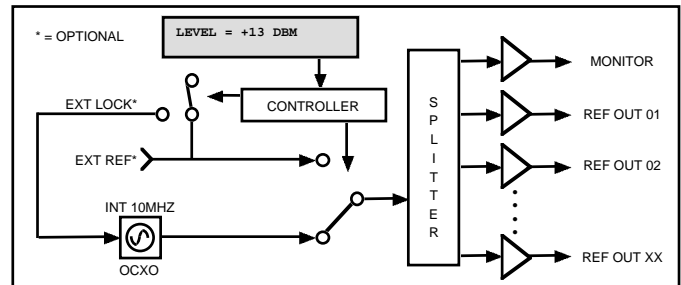 * = OPTIONAL
LEVEL = +13 DBM
CONTROLLER
EXT LOCK*
EXT REF*
INT 10MHZ
OCXO
SPLITTER
MONITOR
REF OUT 01
REF OUT 02
REF OUT XX